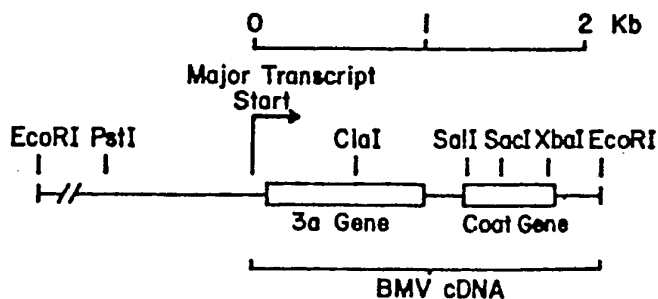 0 1 2 Kb
Major Transcript
Start
EcoRI PstI ClaI SalI SacI XbaI EcoRI
3a Gene Coat Gene
BMV cDNA